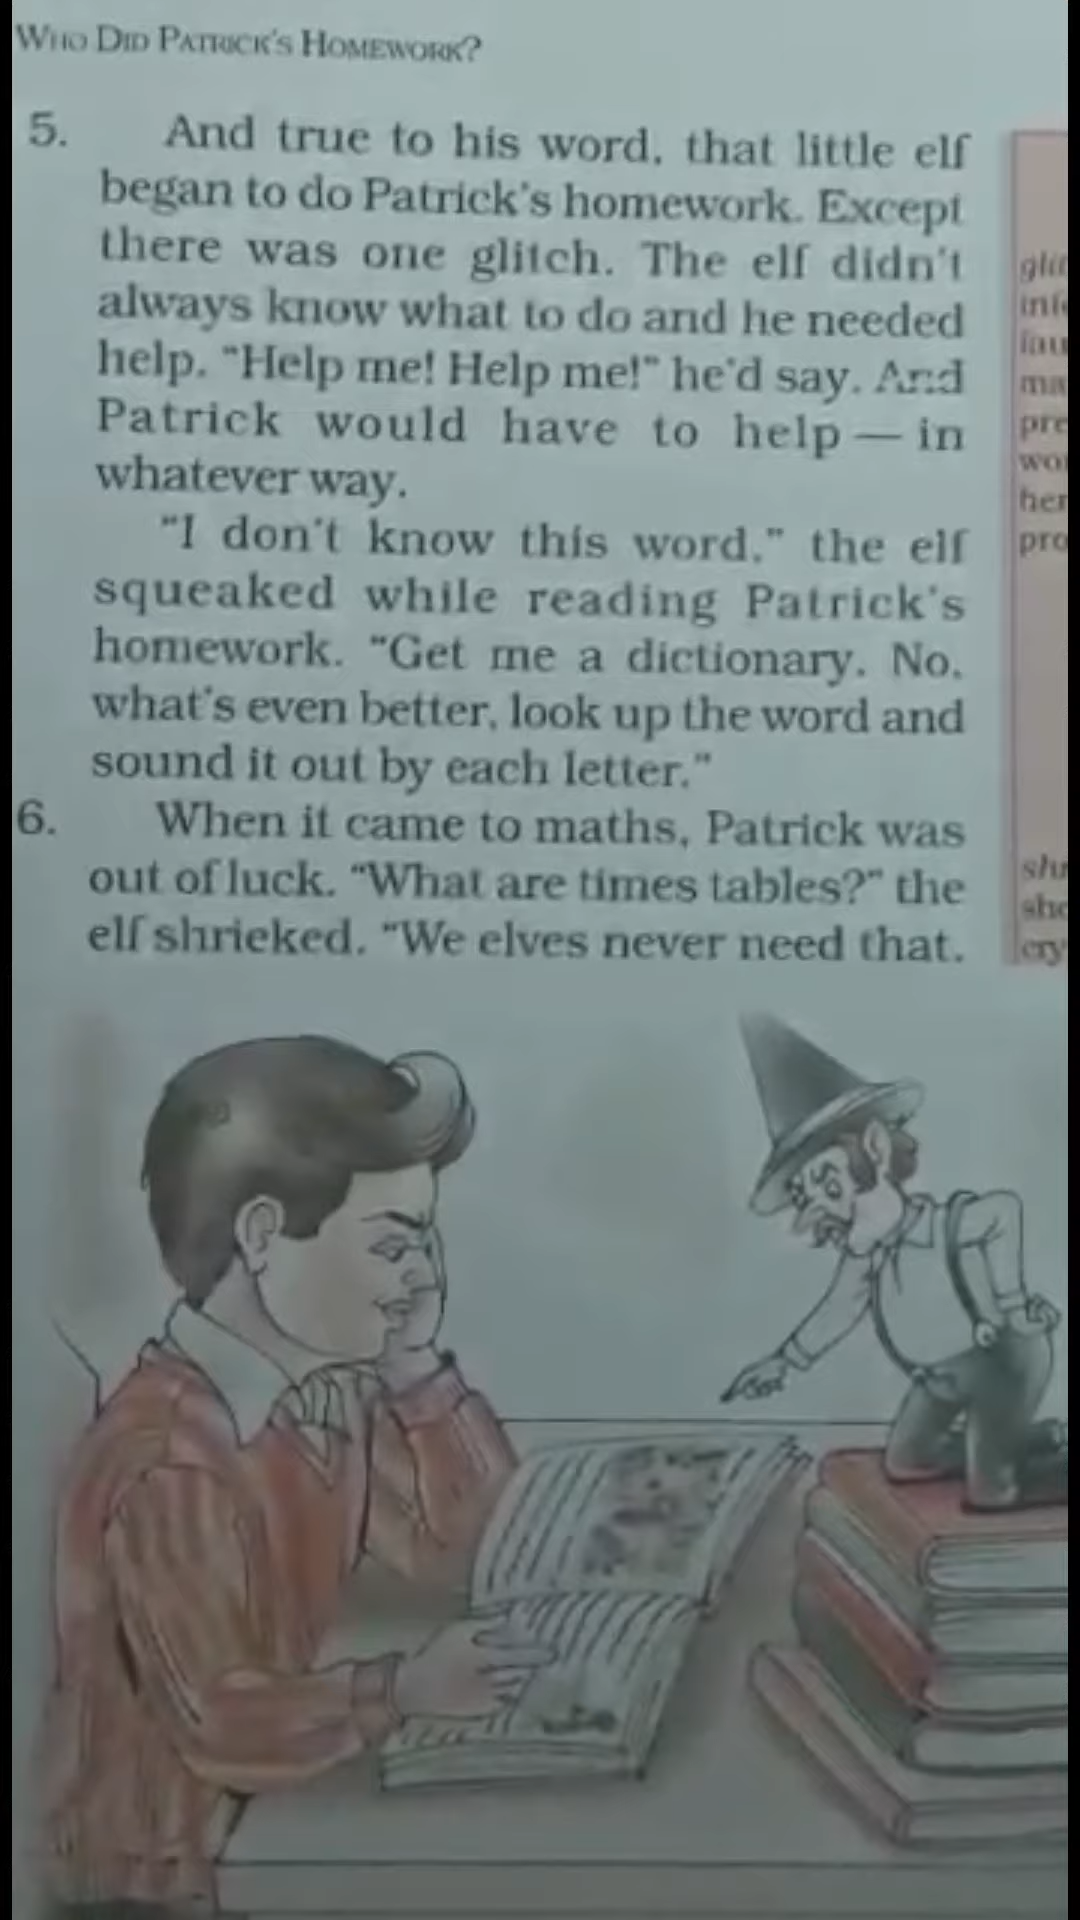 WHO DID PATRICK'S HOMEWORK?
5. And true to his word, that little elf
began to do Patrick's homework. Except
there was one glitch. The elf didn't
always know what to do and he needed
help. "Help me! Help me!" he'd say. And
Patrick would have to help — in
whatever way.
"I don't know this word," the elf
squeaked while reading Patrick's
homework. "Get me a dictionary. No,
what's even better, look up the word and
sound it out by each letter."
6. When it came to maths, Patrick was
out of luck. "What are times tables?" the
elf shrieked. "We elves never need that.